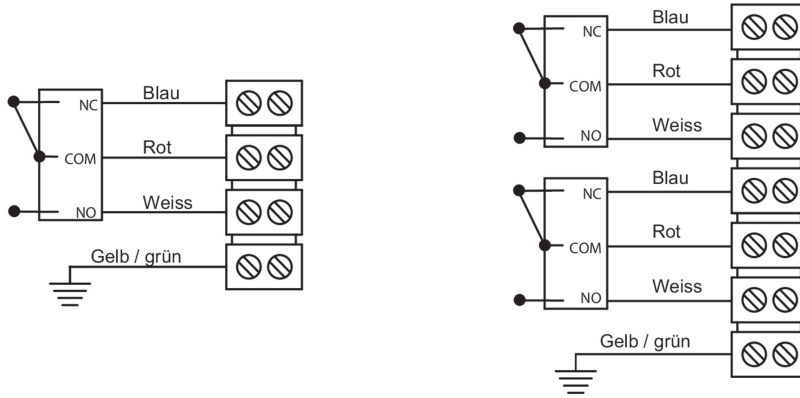 NC Blau
COM Rot
NO Weiss
Gelb / grün
NC Blau
COM Rot
NO Weiss
NC Blau
COM Rot
NO Weiss
Gelb / grün